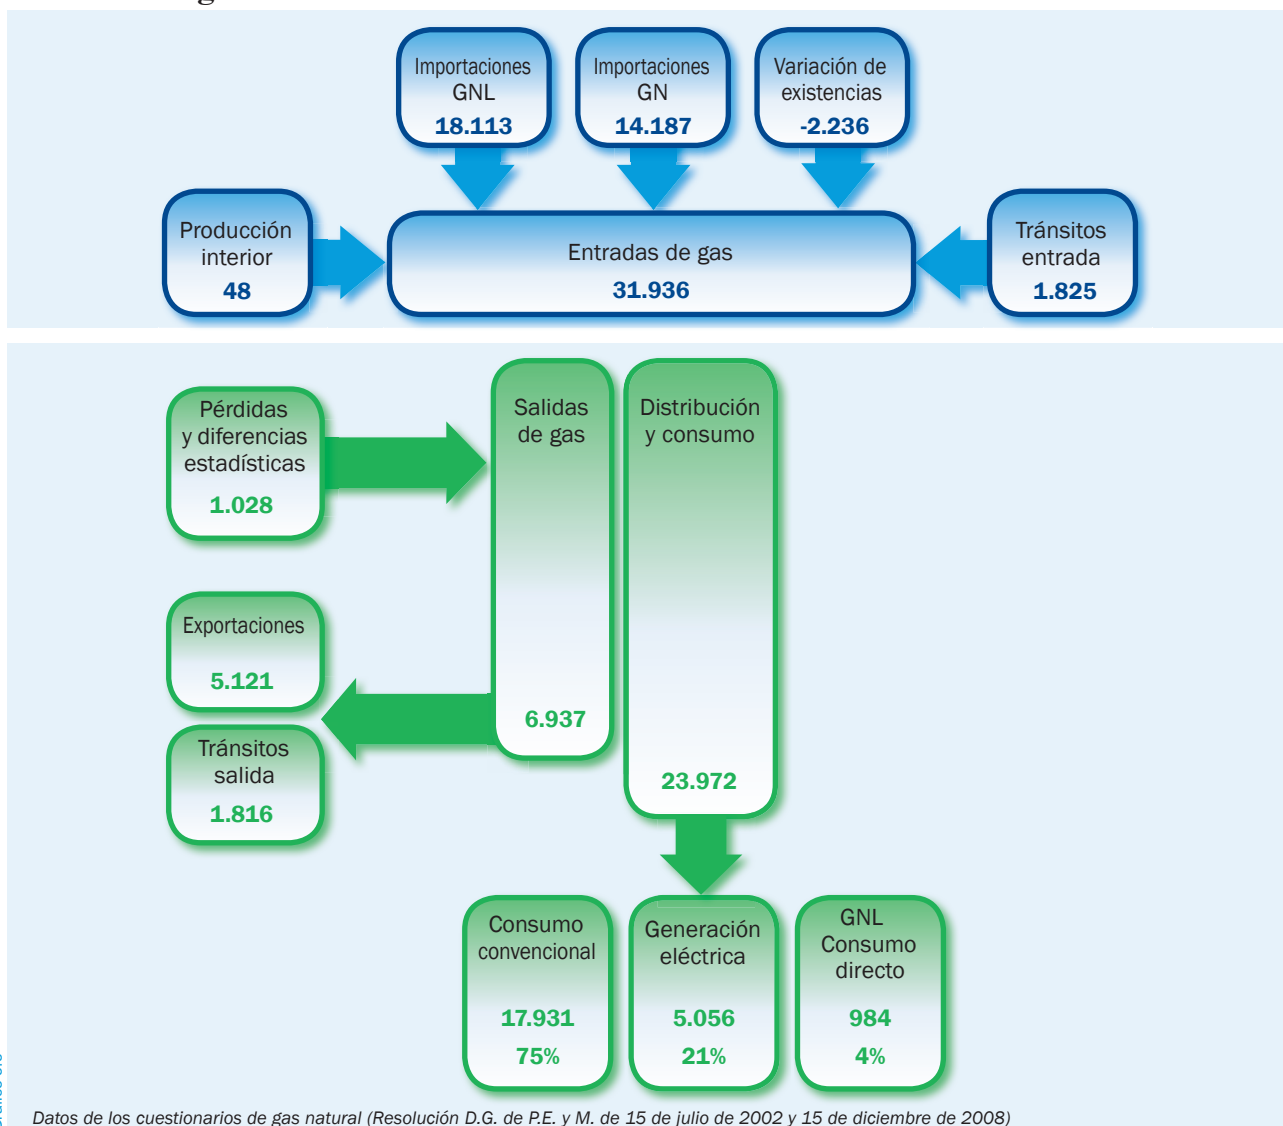 Importaciones
GNL
18.113
Importaciones
GN
14.187
Variación de
existencias
-2.236
Producción
interior
48
Entradas de gas
31.936
Tránsitos
entrada
1.825
Pérdidas
y diferencias
estadísticas
1.028
Salidas
de gas
6.937
Distribución
y consumo
23.972
Exportaciones
5.121
Tránsitos
salida
1.816
Consumo
convencional
17.931
75%
Generación
eléctrica
5.056
21%
GNL
Consumo
directo
984
4%
Datos de los cuestionarios de gas natural (Resolución D.G. de P.E. y M. de 15 de julio de 2002 y 15 de diciembre de 2008)